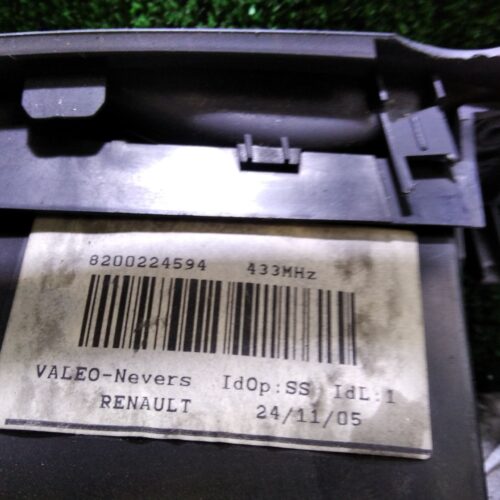 8200224594 433MHz
VALEO-Nevers IdOp:SS IdL:1
RENAULT 24/11/05